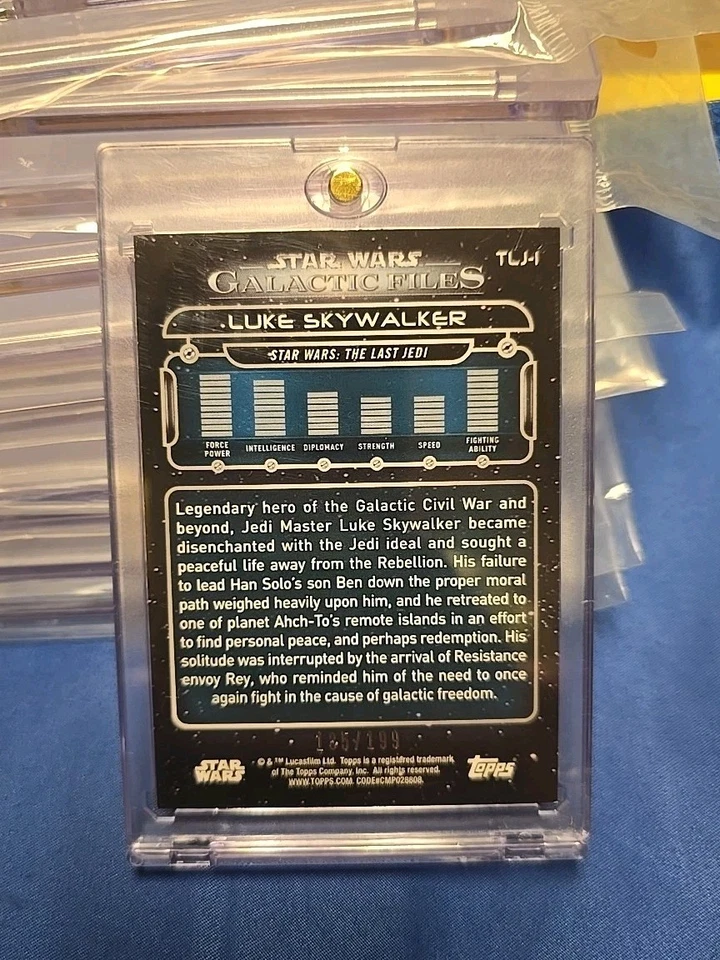 STAR WARS
TLJ-1
GALACTIC FILES
LUKE SKYWALKER
STAR WARS: THE LAST JEDI
FORCE POWER INTELLIGENCE DIPLOMACY STRENGTH SPEED FIGHTING ABILITY
Legendary hero of the Galactic Civil War and
beyond, Jedi Master Luke Skywalker became
disenchanted with the Jedi ideal and sought a
peaceful life away from the Rebellion. His failure
to lead Han Solo's son Ben down the proper moral
path weighed heavily upon him, and he retreated to
one of planet Ahch-To's remote islands in an effort
to find personal peace, and perhaps redemption. His
solitude was interrupted by the arrival of Resistance
envoy Rey, who reminded him of the need to once
again fight in the cause of galactic freedom.
STAR WARS
© & ™ Lucasfilm Ltd. Topps is a registered trademark
of The Topps Company, Inc. All rights reserved.
WWW.TOPPS.COM. CODE#CMP028608.
topps